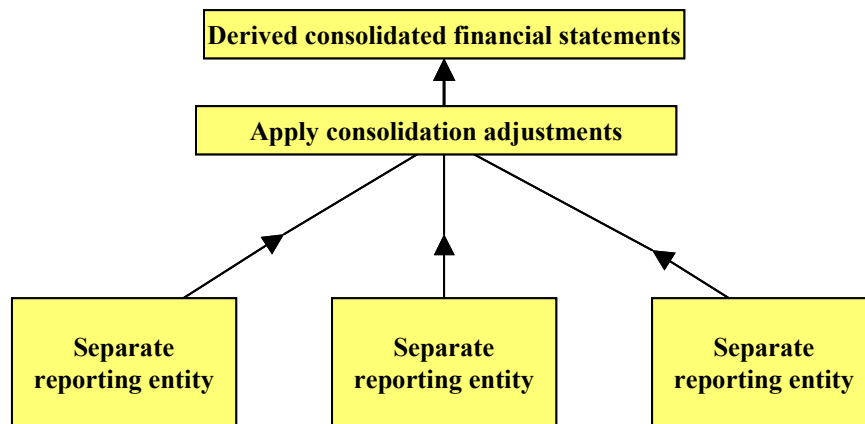 Derived consolidated financial statements
Apply consolidation adjustments
Separate
reporting entity
Separate
reporting entity
Separate
reporting entity